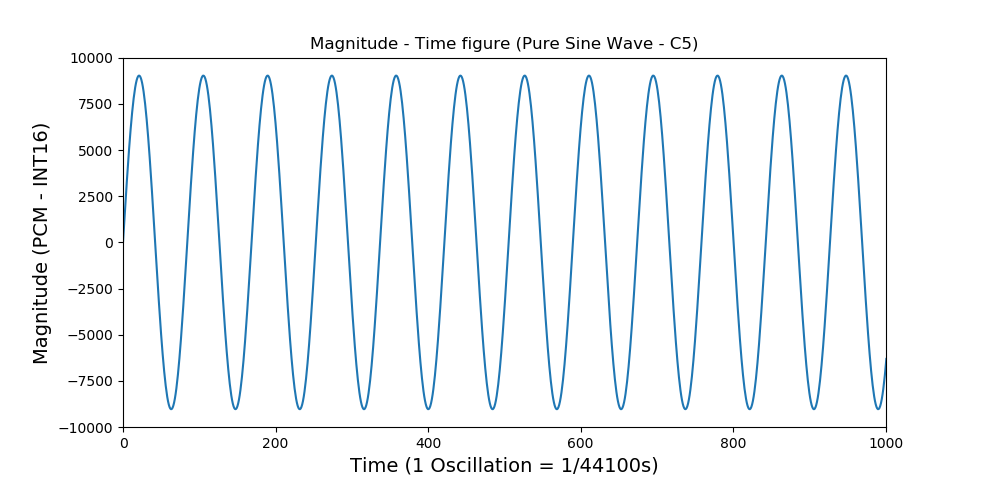 Magnitude - Time figure (Pure Sine Wave - C5)
10000
7500
5000
2500
0
−2500
−5000
−7500
−10000
Magnitude (PCM - INT16)
0 200 400 600 800 1000
Time (1 Oscillation = 1/44100s)